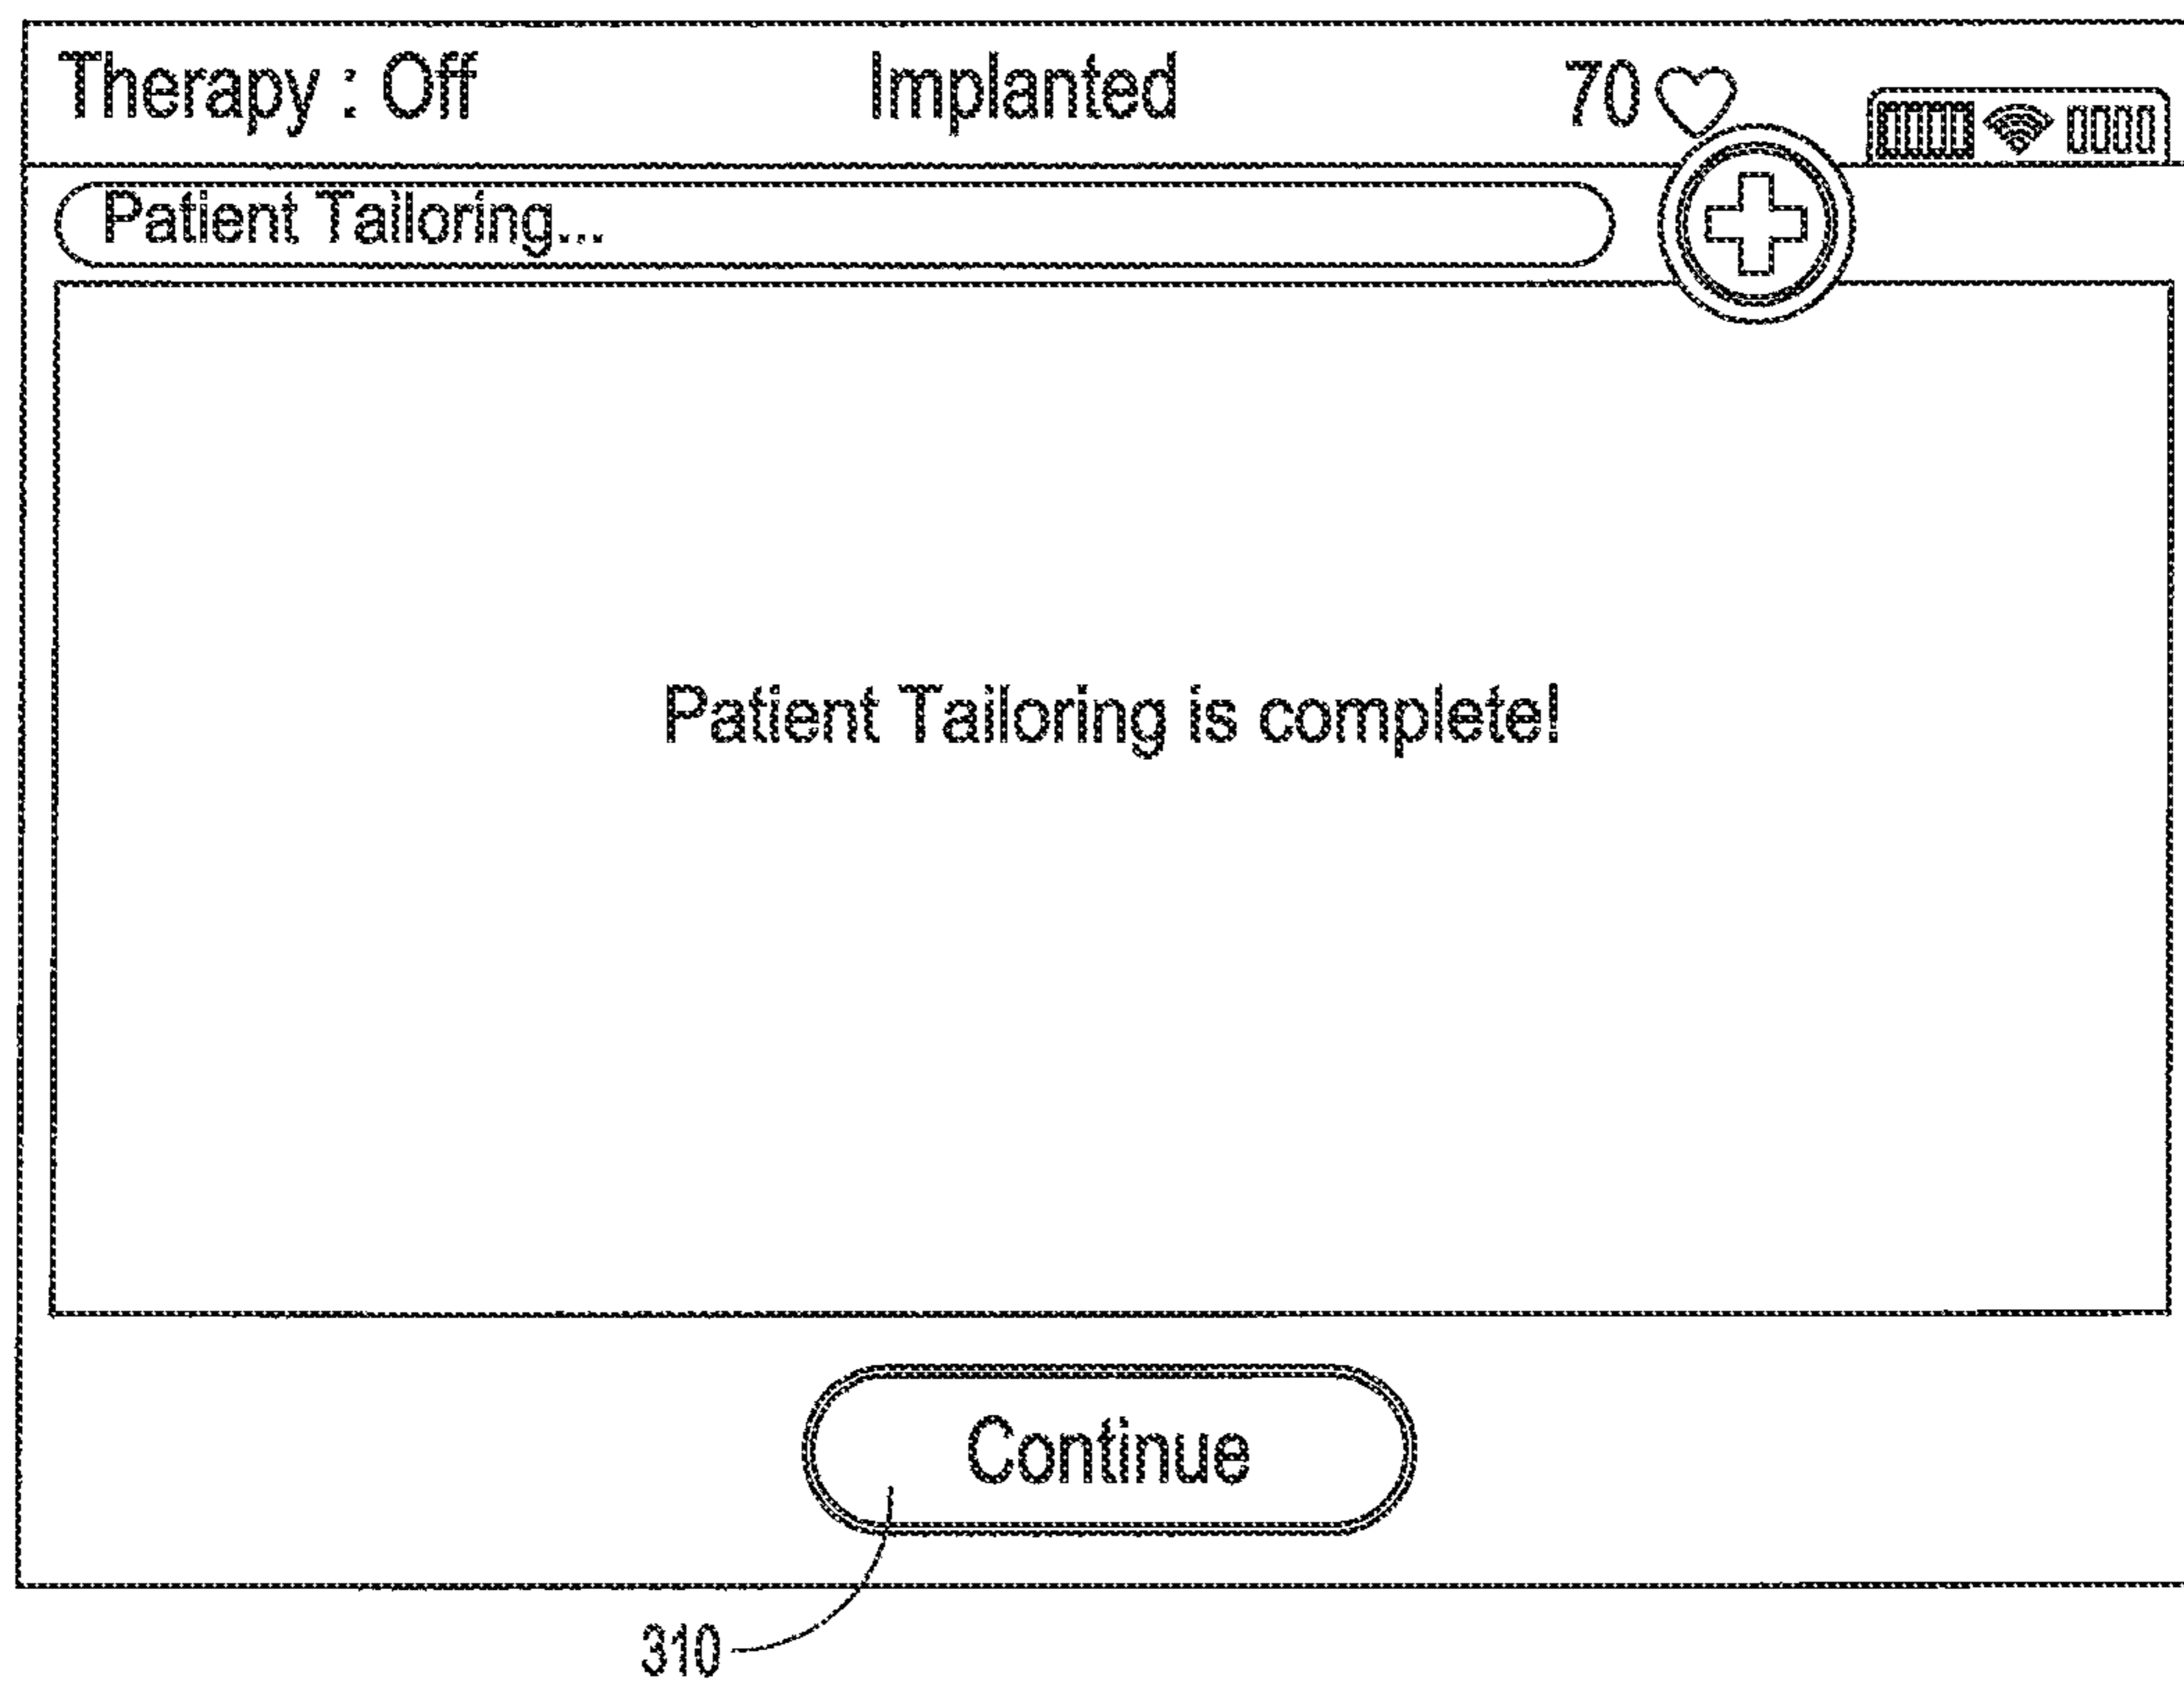 Therapy : Off Implanted 70
Patient Tailoring...
Patient Tailoring is complete!
Continue
310